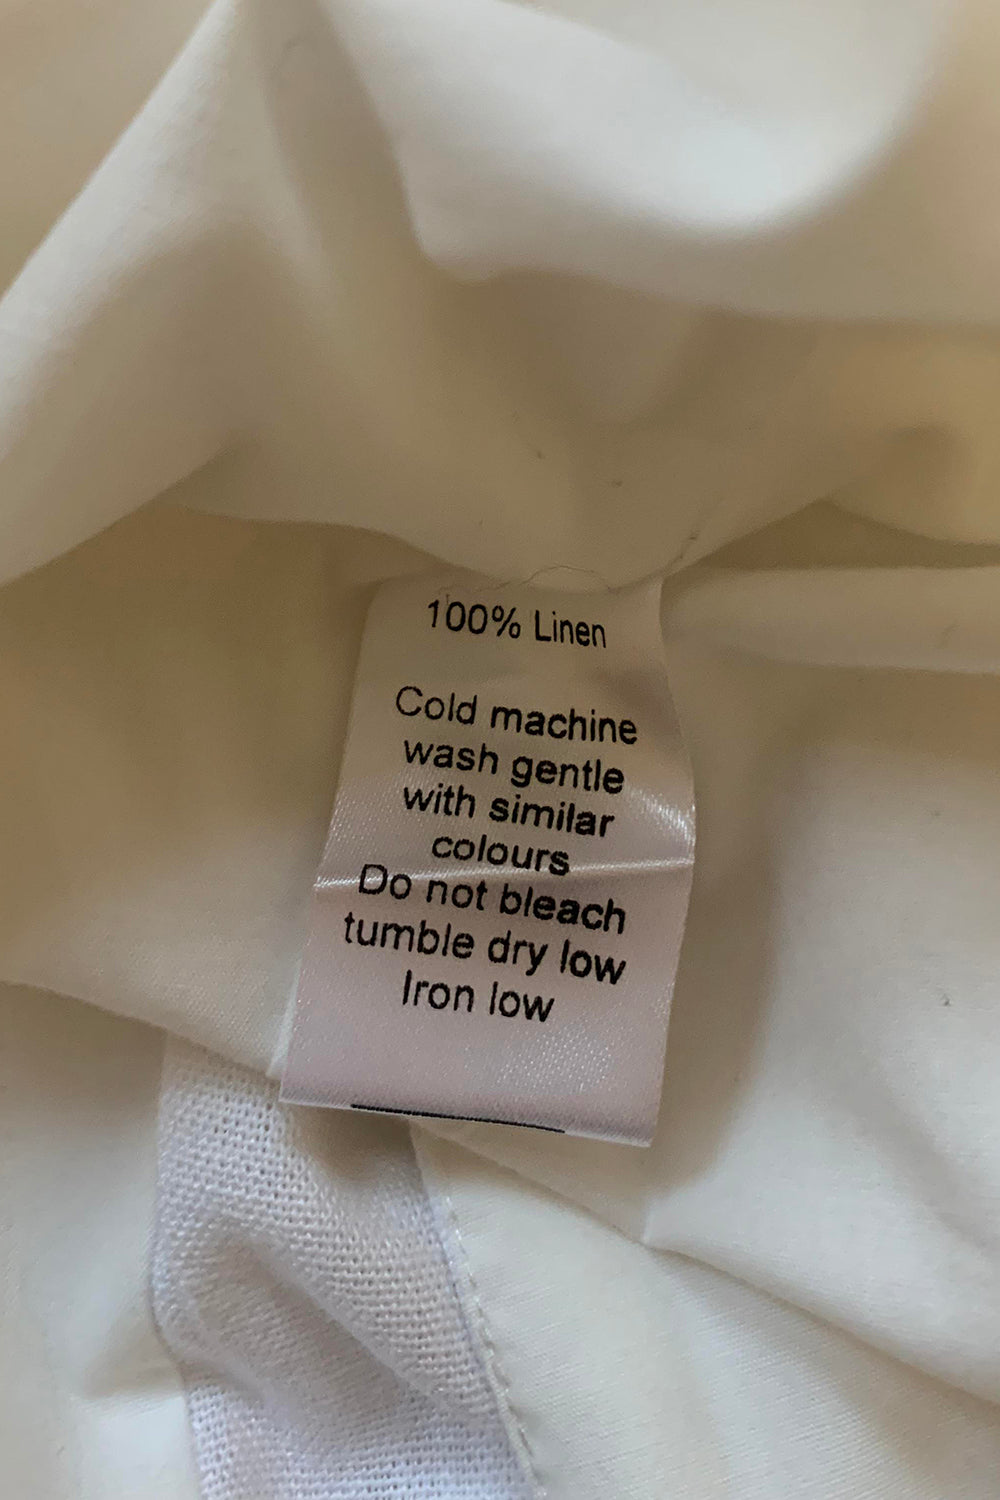 100% Linen
Cold machine
wash gentle
with similar
colours
Do not bleach
tumble dry low
Iron low